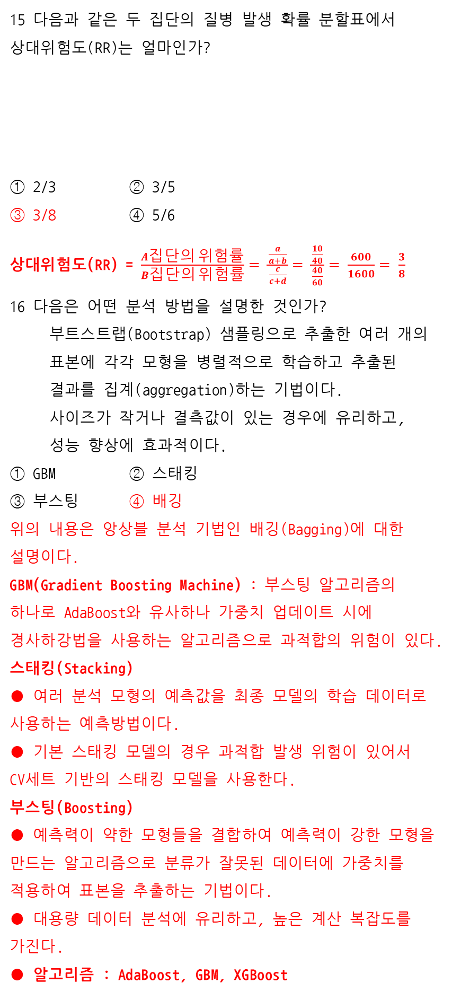 15 다음과 같은 두 집단의 질병 발생 확률 분할표에서
상대위험도(RR)는 얼마인가?
① 2/3 ② 3/5
③ 3/8 ④ 5/6
상대위험도(RR) = A집단의 위험률/B집단의 위험률 = (a/(a+b))/(c/(c+d)) = (10/40)/(40/60) = 600/1600 = 3/8
16 다음은 어떤 분석 방법을 설명한 것인가?
부트스트랩(Bootstrap) 샘플링으로 추출한 여러 개의
표본에 각각 모형을 병렬적으로 학습하고 추출된
결과를 집계(aggregation)하는 기법이다.
사이즈가 작거나 결측값이 있는 경우에 유리하고,
성능 향상에 효과적이다.
① GBM ② 스태킹
③ 부스팅 ④ 배깅
위의 내용은 앙상블 분석 기법인 배깅(Bagging)에 대한
설명이다.
GBM(Gradient Boosting Machine) : 부스팅 알고리즘의
하나로 AdaBoost와 유사하나 가중치 업데이트 시에
경사하강법을 사용하는 알고리즘으로 과적합의 위험이 있다.
스태킹(Stacking)
● 여러 분석 모형의 예측값을 최종 모델의 학습 데이터로
사용하는 예측방법이다.
● 기본 스태킹 모델의 경우 과적합 발생 위험이 있어서
CV세트 기반의 스태킹 모델을 사용한다.
부스팅(Boosting)
● 예측력이 약한 모형들을 결합하여 예측력이 강한 모형을
만드는 알고리즘으로 분류가 잘못된 데이터에 가중치를
적용하여 표본을 추출하는 기법이다.
● 대용량 데이터 분석에 유리하고, 높은 계산 복잡도를
가진다.
● 알고리즘 : AdaBoost, GBM, XGBoost